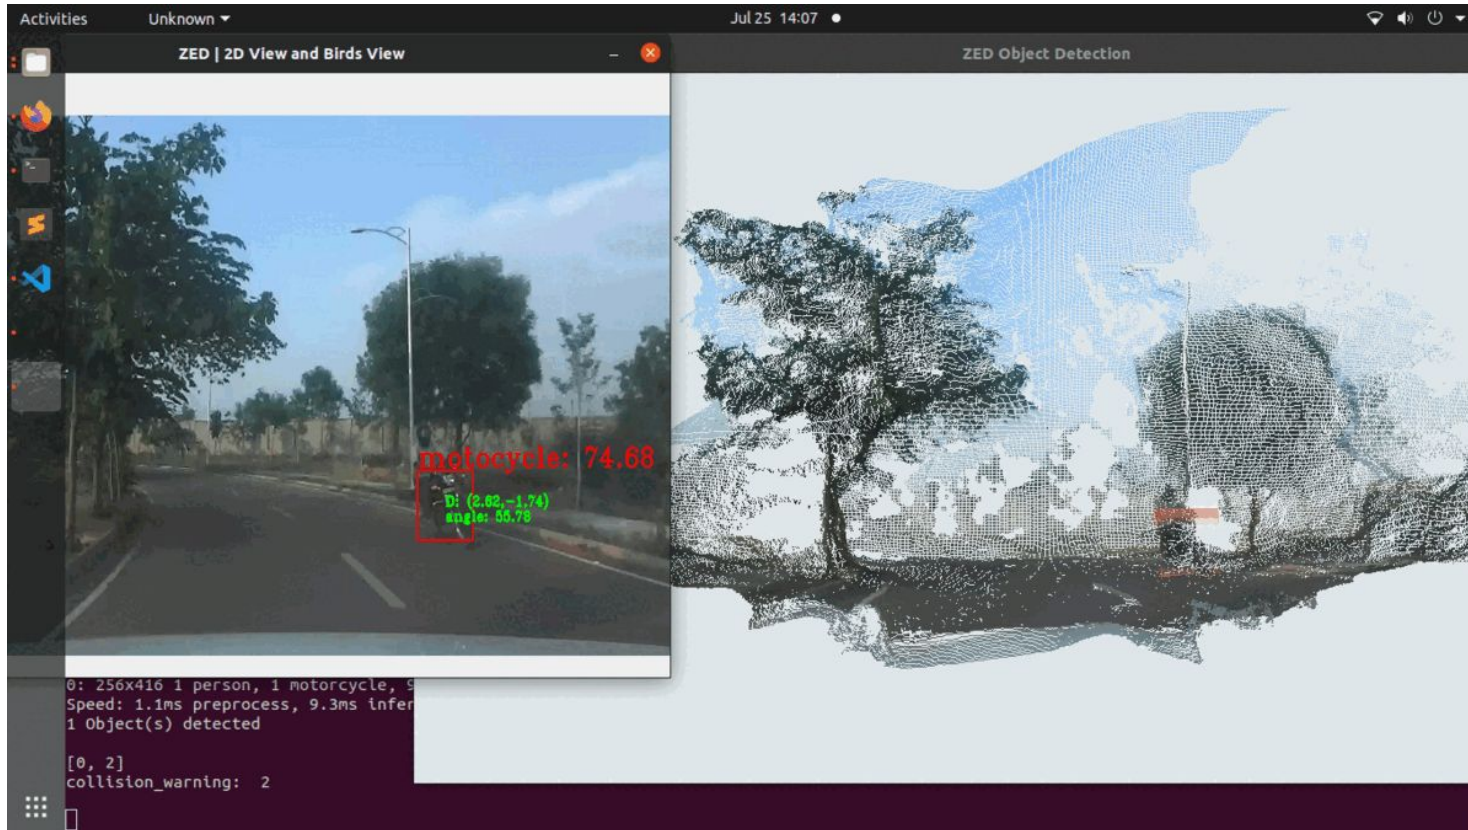 Activities Unknown Jul 25 14:07
ZED | 2D View and Birds View
ZED Object Detection
motocycle: 74.68
D: (2.62,-1.74)
angle: 55.78
0: 256x416 1 person, 1 motorcycle, 9
Speed: 1.1ms preprocess, 9.3ms infer
1 Object(s) detected
[0, 2]
collision_warning: 2